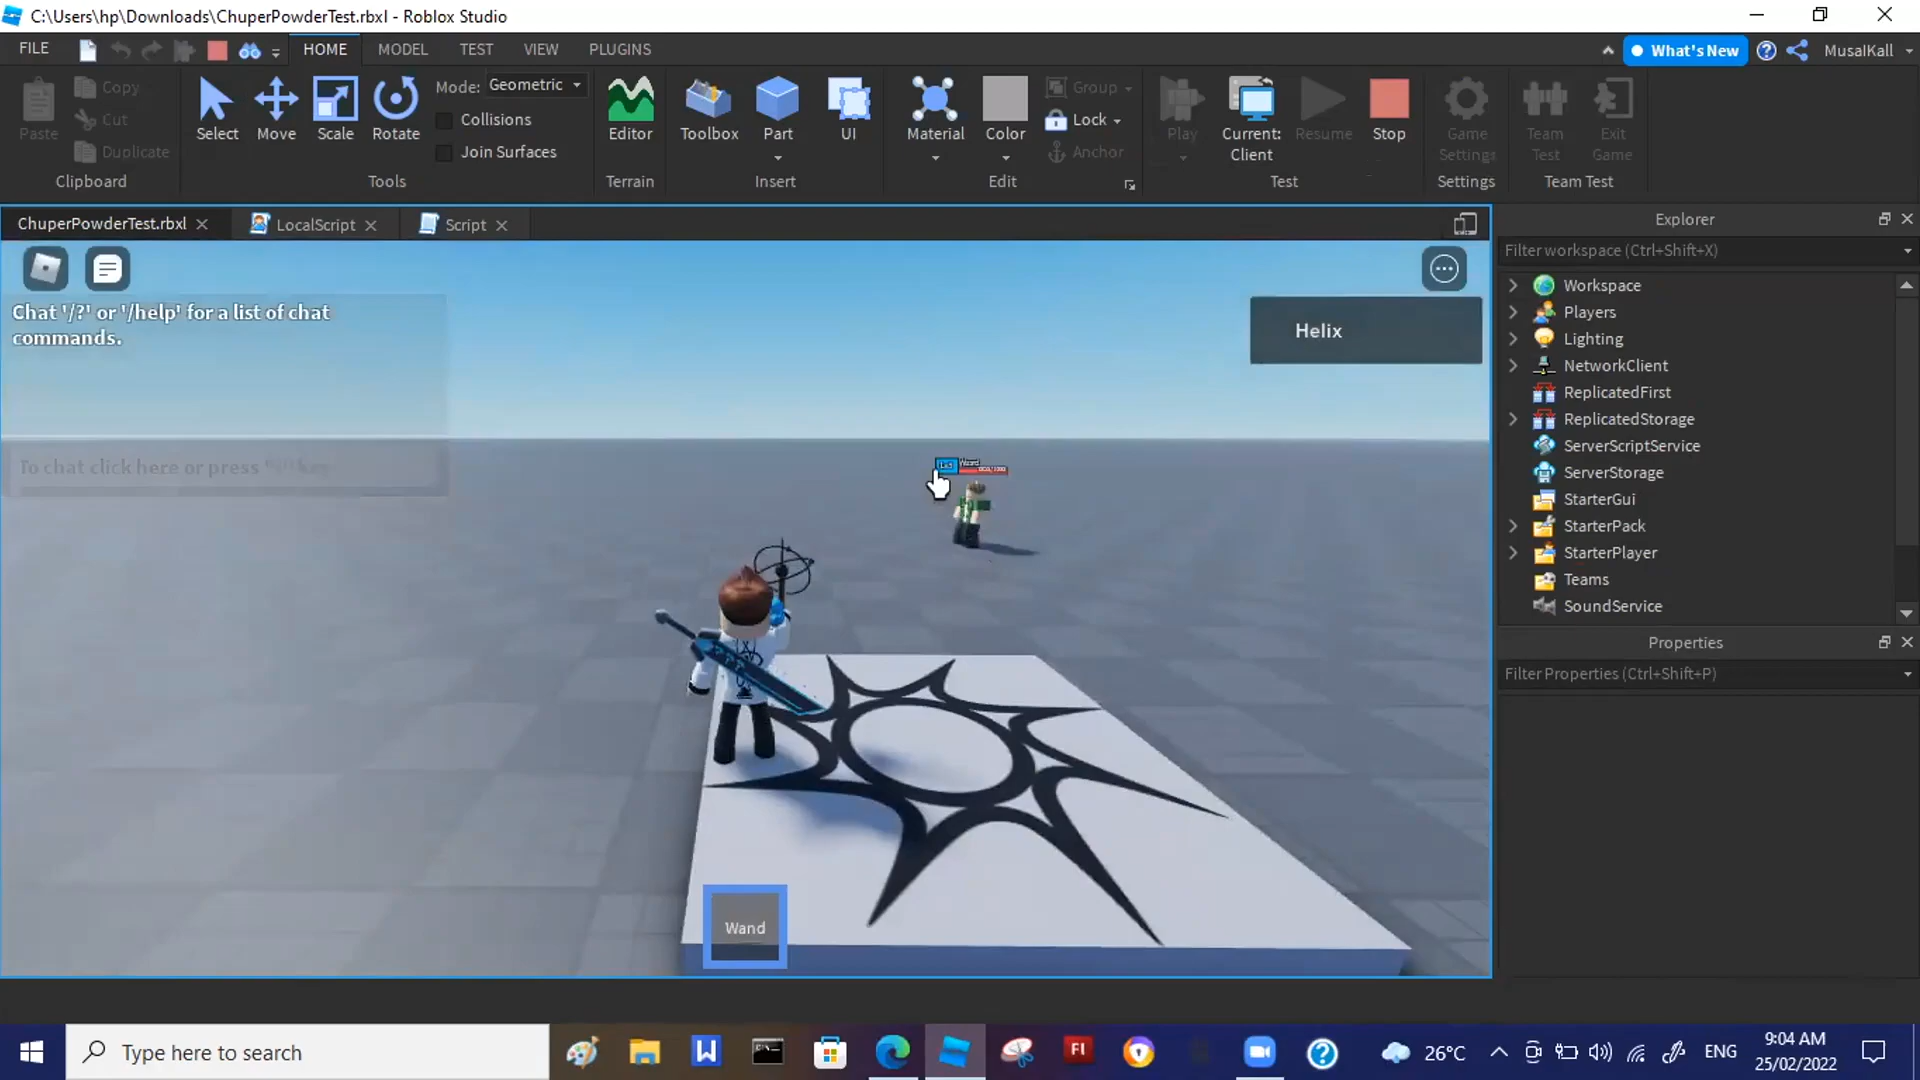 C:\Users\hp\Downloads\ChuperPowderTest.rbxl - Roblox Studio
FILE HOME MODEL TEST VIEW PLUGINS What's New MusaIKall
Paste Copy Cut Duplicate
Clipboard
Select Move Scale Rotate
Mode: Geometric
Collisions
Join Surfaces
Tools
Editor
Terrain
Toolbox Part UI
Insert
Material Color Group Lock Anchor
Edit
Play Current: Client Resume Stop
Test
Game Settings
Settings
Team Test Exit Game
Team Test
ChuperPowderTest.rbxl LocalScript Script
Chat '/?' or '/help' for a list of chat
commands.
To chat click here or press "/" key
Helix
Wand
Explorer
Filter workspace (Ctrl+Shift+X)
Workspace
Players
Lighting
NetworkClient
ReplicatedFirst
ReplicatedStorage
ServerScriptService
ServerStorage
StarterGui
StarterPack
StarterPlayer
Teams
SoundService
Properties
Filter Properties (Ctrl+Shift+P)
Type here to search
26°C
ENG
9:04 AM
25/02/2022